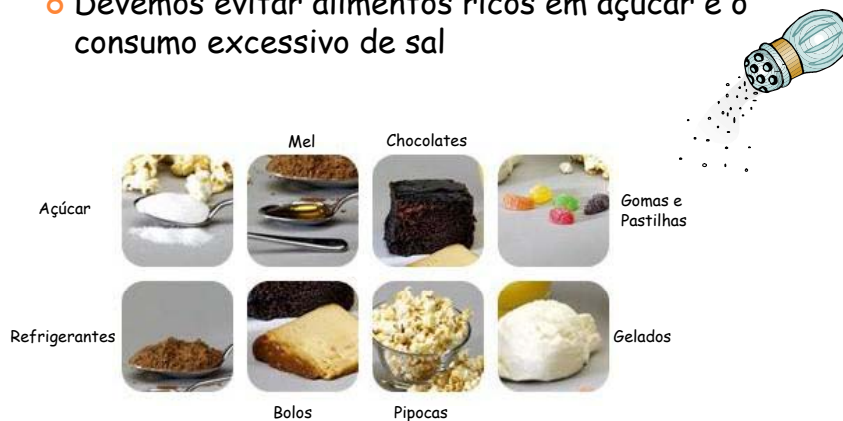 Devemos evitar alimentos ricos em açúcar e o
consumo excessivo de sal
Mel
Chocolates
Açúcar
Gomas e
Pastilhas
Refrigerantes
Gelados
Bolos
Pipocas